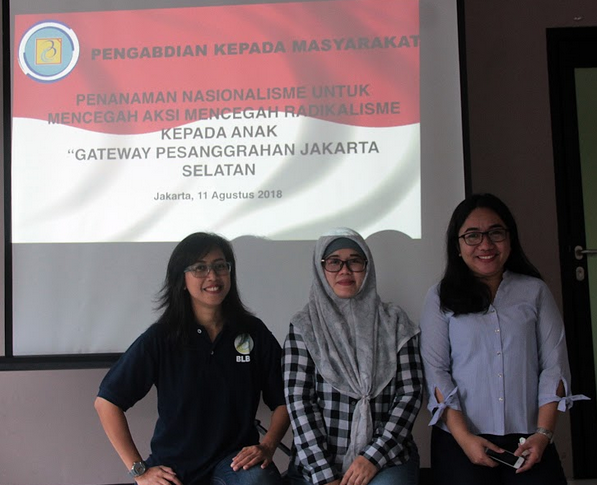 PENGABDIAN KEPADA MASYARAKAT
PENANAMAN NASIONALISME UNTUK
MENCEGAH AKSI MENCEGAH RADIKALISME
KEPADA ANAK
“GATEWAY PESANGGRAHAN JAKARTA
SELATAN
Jakarta, 11 Agustus 2018
BLB